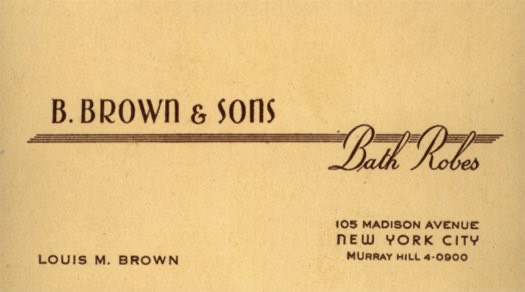 B. BROWN & SONS
Bath Robes
105 MADISON AVENUE
NEW YORK CITY
MURRAY HILL 4-0900
LOUIS M. BROWN